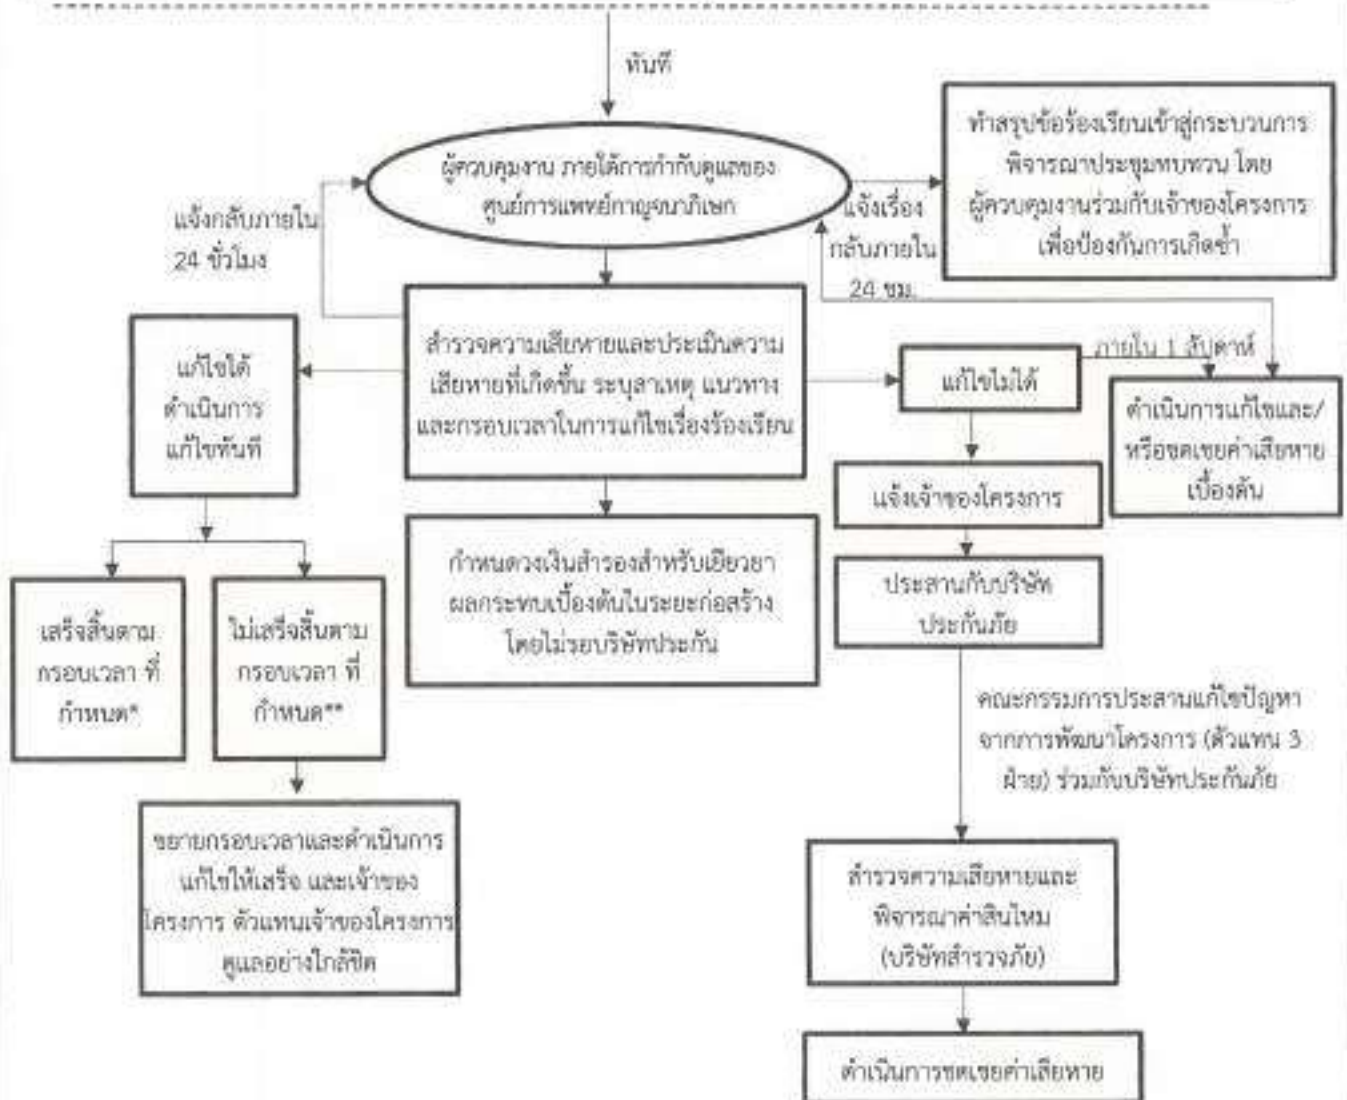 ทันที
ผู้ควบคุมงาน ภายใต้การกำกับดูแลของ
ศูนย์การแพทย์กาญจนาภิเษก
ทำสรุปข้อร้องเรียนเข้าสู่กระบวนการ
พิจารณาประชุมทบทวน โดย
ผู้ควบคุมงานร่วมกับเจ้าของโครงการ
เพื่อป้องกันการเกิดซ้ำ
แจ้งกลับภายใน
24 ชั่วโมง
แจ้งเรื่อง
กลับภายใน
24 ชม.
แก้ไขได้
ดำเนินการ
แก้ไขทันที
สำรวจความเสียหายและประเมินความ
เสียหายที่เกิดขึ้น ระบุสาเหตุ แนวทาง
และกรอบเวลาในการแก้ไขเรื่องร้องเรียน
แก้ไขไม่ได้
ภายใน 1 สัปดาห์
ดำเนินการแก้ไขและ/
หรือชดเชยค่าเสียหาย
เบื้องต้น
แจ้งเจ้าของโครงการ
กำหนดวงเงินสำรองสำหรับเยียวยา
ผลกระทบเบื้องต้นในระยะก่อสร้าง
โดยไม่รอบริษัทประกัน
ประสานกับบริษัท
ประกันภัย
เสร็จสิ้นตาม
กรอบเวลา ที่
กำหนด*
ไม่เสร็จสิ้นตาม
กรอบเวลา ที่
กำหนด**
คณะกรรมการประสานแก้ไขปัญหา
จากการพัฒนาโครงการ (ตัวแทน 3
ฝ่าย) ร่วมกับบริษัทประกันภัย
ขยายกรอบเวลาและดำเนินการ
แก้ไขให้เสร็จ และเจ้าของ
โครงการ ตัวแทนเจ้าของโครงการ
ดูแลอย่างใกล้ชิด
สำรวจความเสียหายและ
พิจารณาค่าสินไหม
(บริษัทสำรวจภัย)
ดำเนินการชดเชยค่าเสียหาย